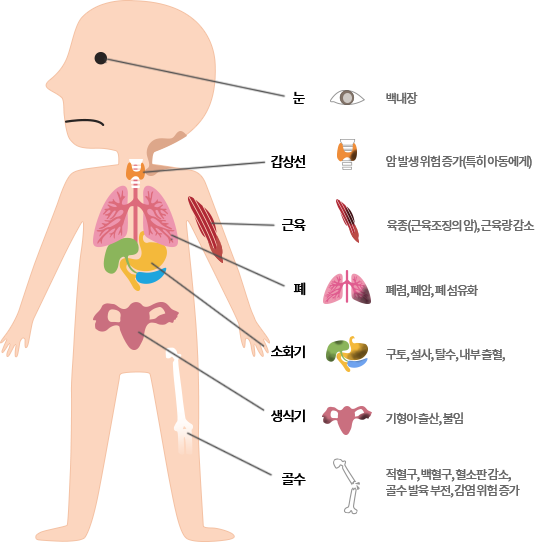 눈
백내장
갑상선
암 발생 위험 증가(특히 아동에게)
근육
육종(근육조징의 암), 근육량 감소
폐
폐렴, 폐암, 폐 섬유화
소화기
구토, 설사, 탈수, 내부 출혈,
생식기
기형아 출산, 불임
골수
적혈구, 백혈구, 혈소판 감소,
골수 발육 부전, 감염 위험 증가